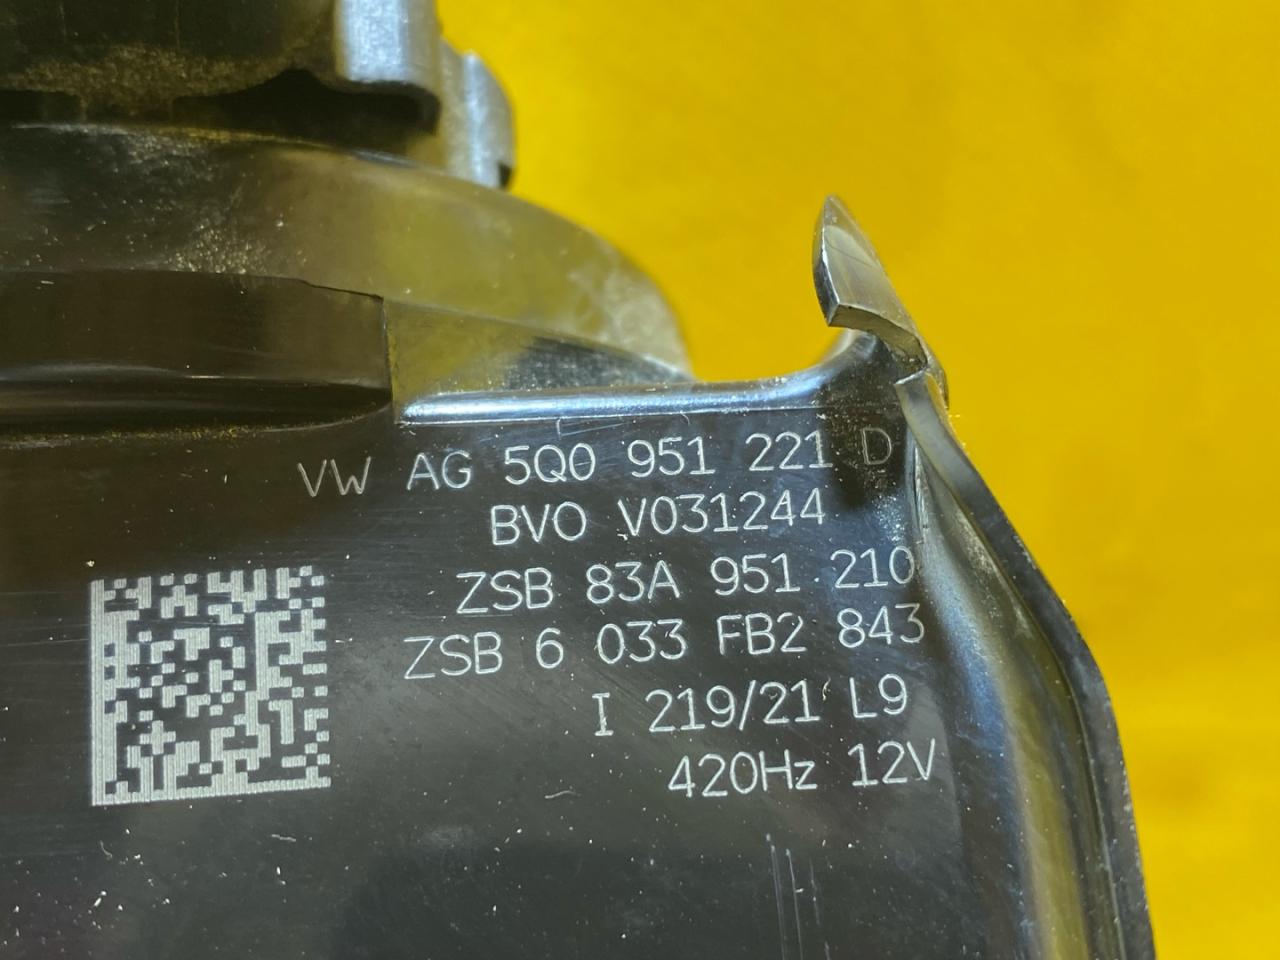 VW AG 5Q0 951 221 D
BVO V031244
ZSB 83A 951 210
ZSB 6 033 FB2 843
I 219/21 L9
420Hz 12V